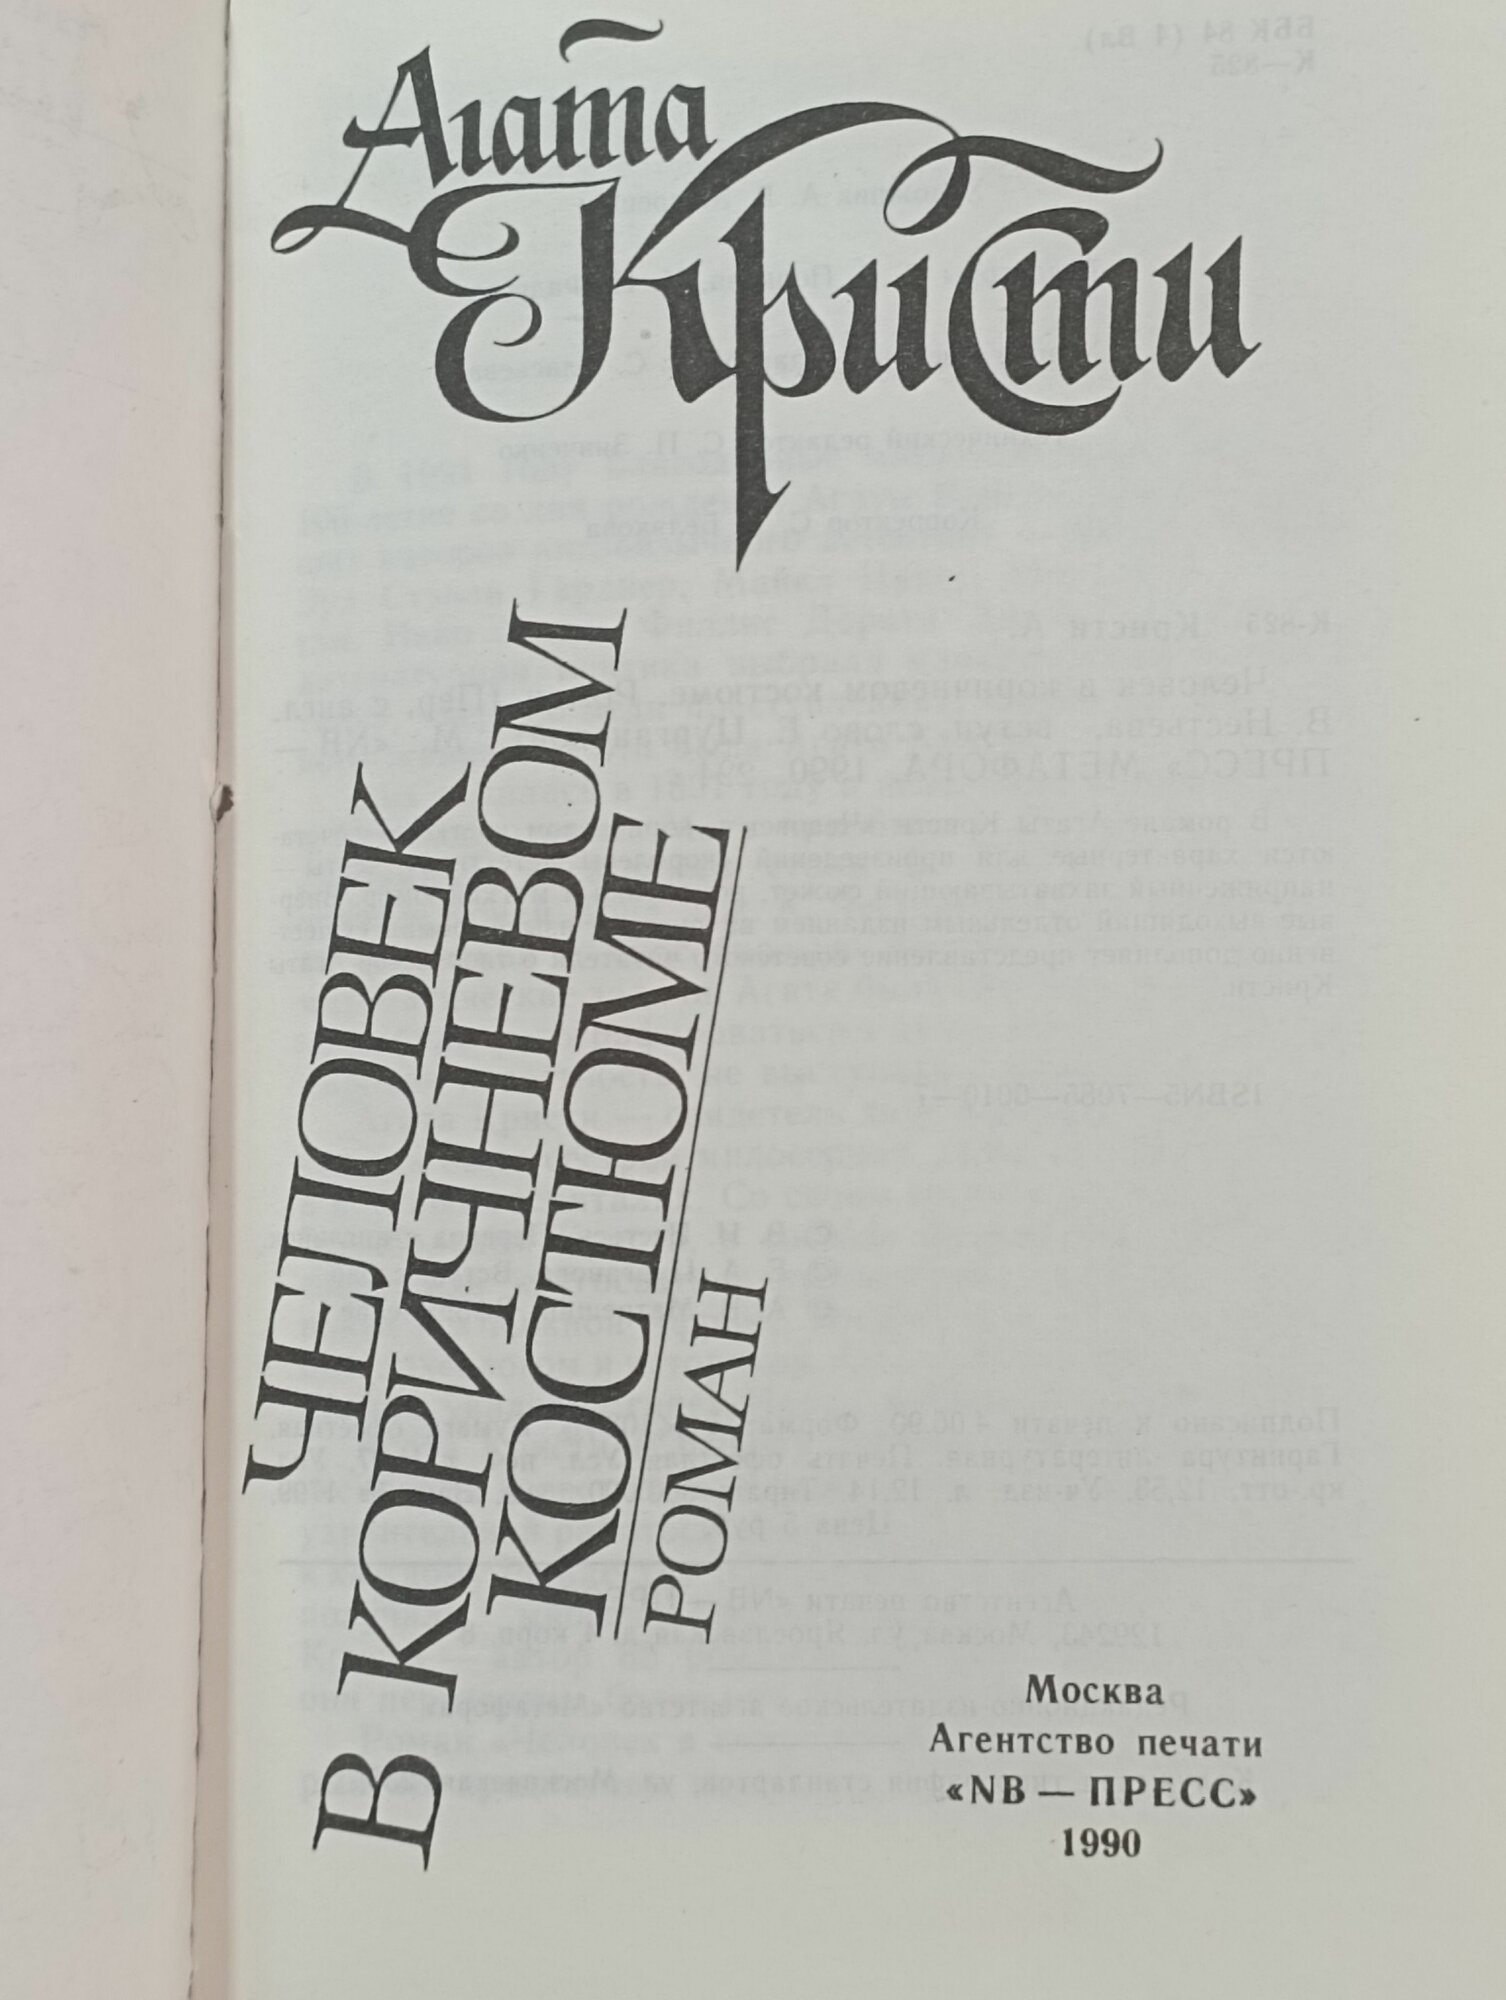 Агата
Кристи
ЧЕЛОВЕК
В КОРИЧНЕВОМ
КОСТЮМЕ
РОМАН
Москва
Агентство печати
«NB — ПРЕСС»
1990